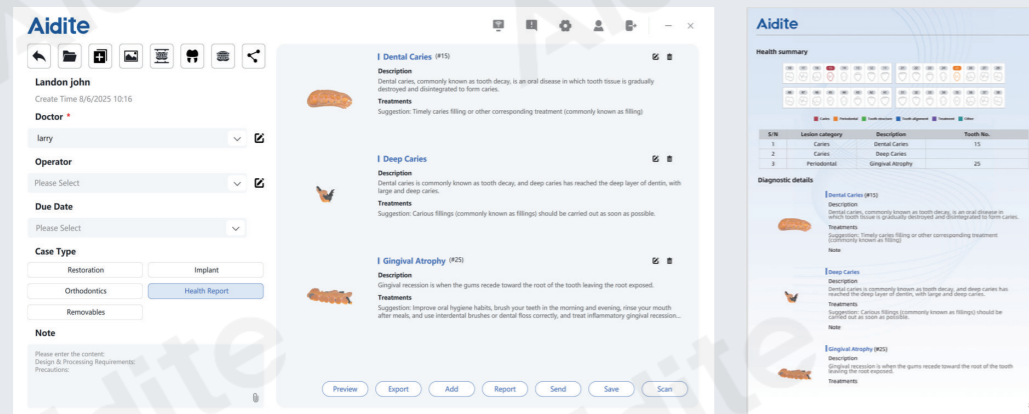 Aidite
Landon john
Create Time 8/6/2025 10:16
Doctor *
larry
Operator
Please Select
Due Date
Please Select
Case Type
Restoration
Implant
Orthodontics
Health Report
Removables
Note
Please enter the content:
Design & Processing Requirements:
Precautions:
Dental Caries (#15)
Description
Dental caries, commonly known as tooth decay, is an oral disease in which tooth tissue is gradually
destroyed and disintegrated to form caries.
Treatments
Suggestion: Timely caries filling or other corresponding treatment (commonly known as filling)
Deep Caries
Description
Dental caries is commonly known as tooth decay, and deep caries has reached the deep layer of dentin, with
large and deep caries.
Treatments
Suggestion: Carious fillings (commonly known as fillings) should be carried out as soon as possible.
Gingival Atrophy (#25)
Description
Gingival recession is when the gums recede toward the root of the tooth leaving the root exposed.
Treatments
Suggestion: Improve oral hygiene habits, brush your teeth in the morning and evening, rinse your mouth
after meals, and use interdental brushes or dental floss correctly, and treat inflammatory gingival recession...
Preview Export Add Report Send Save Scan
Aidite
Health summary
Caries Periodontal Tooth structure Tooth alignment Treatment Other
S/N Lesion category Description Tooth No.
1 Caries Dental Caries 15
2 Caries Deep Caries
3 Periodontal Gingival Atrophy 25
Diagnostic details
Dental Caries (#15)
Description
Dental caries, commonly known as tooth decay, is an oral disease in
which tooth tissue is gradually destroyed and disintegrated to form caries.
Treatments
Suggestion: Timely caries filling or other corresponding treatment
(commonly known as filling)
Note
Deep Caries
Description
Dental caries is commonly known as tooth decay, and deep caries has
reached the deep layer of dentin, with large and deep caries.
Treatments
Suggestion: Carious fillings (commonly known as fillings) should be
carried out as soon as possible.
Note
Gingival Atrophy (#25)
Description
Gingival recession is when the gums recede toward the root of the tooth
leaving the root exposed.
Treatments